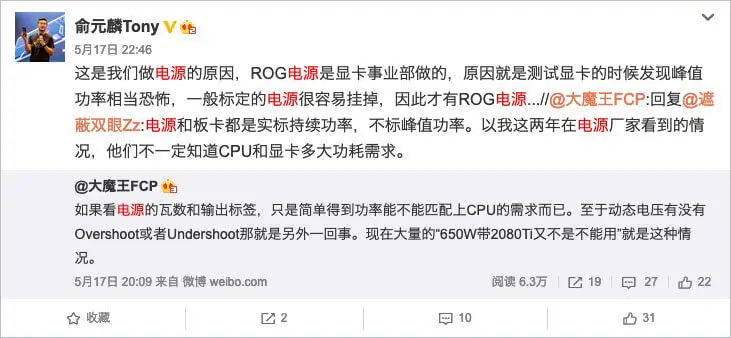 俞元麟Tony
5月17日 22:46
这是我们做电源的原因，ROG电源是显卡事业部做的，原因就是测试显卡的时候发现峰值
功率相当恐怖，一般标定的电源很容易挂掉，因此才有ROG电源...//@大魔王FCP:回复@遮
蔽双眼Zz:电源和板卡都是实标持续功率，不标峰值功率。以我这两年在电源厂家看到的情
况，他们不一定知道CPU和显卡多大功耗需求。
@大魔王FCP
如果看电源的瓦数和输出标签，只是简单得到功率能不能匹配上CPU的需求而已。至于动态电压有没有
Overshoot或者Undershoot那就是另外一回事。现在大量的“650W带2080Ti又不是不能用”就是这种情
况。
5月17日 20:09 来自 微博 weibo.com 阅读 6.3万 19 27 22
收藏 2 10 31